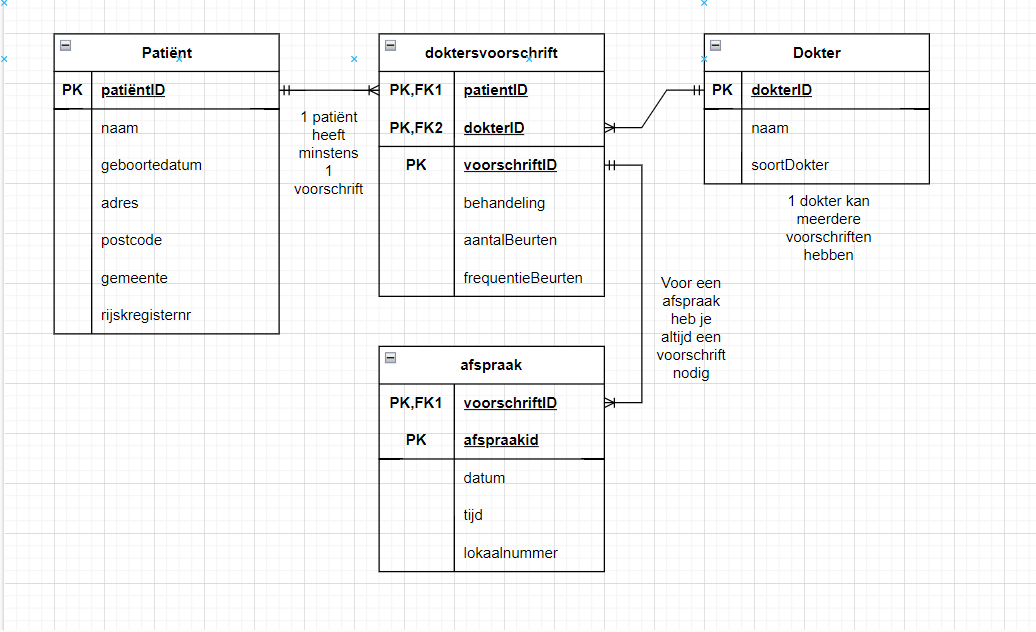 Patiënt
PK patiëntID
naam
geboortedatum
adres
postcode
gemeente
rijskregisternr
1 patiënt
heeft
minstens
1
voorschrift
doktersvoorschrift
PK,FK1 patientID
PK,FK2 dokterID
PK voorschriftID
behandeling
aantalBeurten
frequentieBeurten
Dokter
PK dokterID
naam
soortDokter
1 dokter kan
meerdere
voorschriften
hebben
Voor een
afspraak
heb je
altijd een
voorschrift
nodig
afspraak
PK,FK1 voorschriftID
PK afspraakid
datum
tijd
lokaalnummer